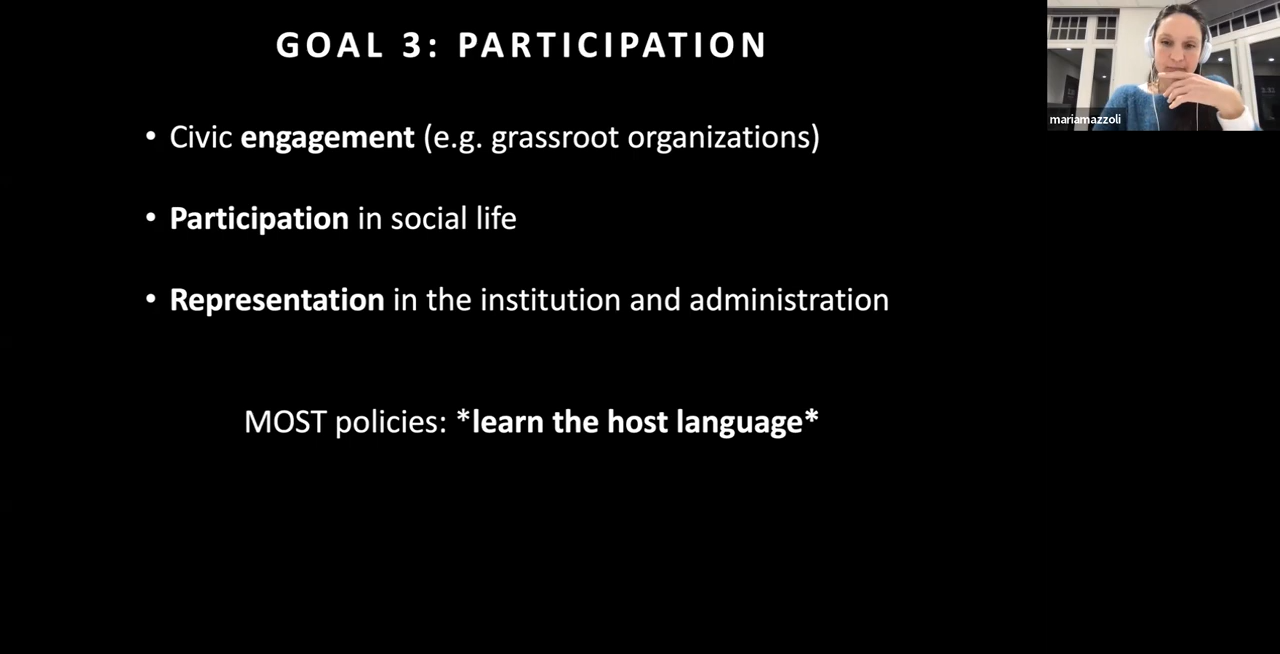 GOAL 3: PARTICIPATION
• Civic engagement (e.g. grassroot organizations)
• Participation in social life
• Representation in the institution and administration
MOST policies: *learn the host language*
mariamazzoli